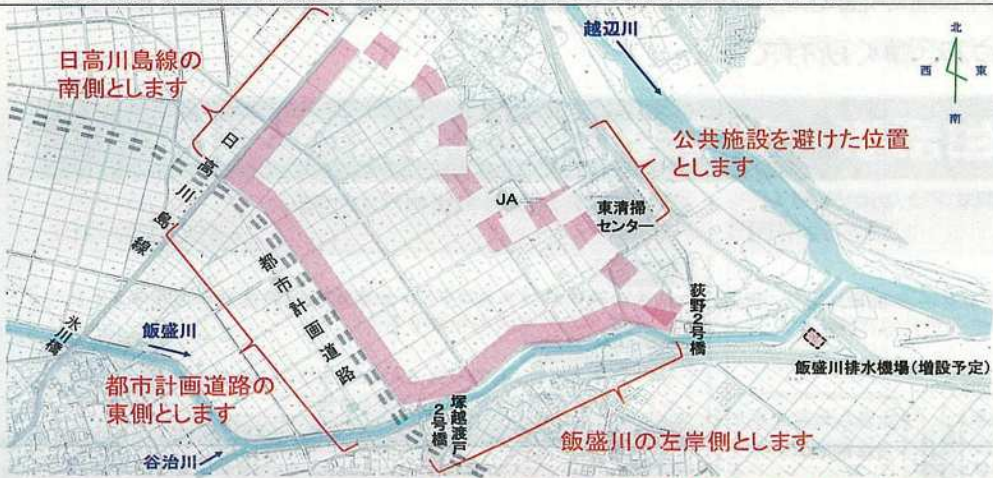 越辺川
北
西 東
南
日高川島線の
南側とします
公共施設を避けた位置
とします
日高川島線
JA
東清掃
センター
都市計画道路
荻野2号橋
氷川橋
飯盛川
飯盛川排水機場(増設予定)
都市計画道路の
東側とします
塚越渡戸
2号橋
飯盛川の左岸側とします
谷治川